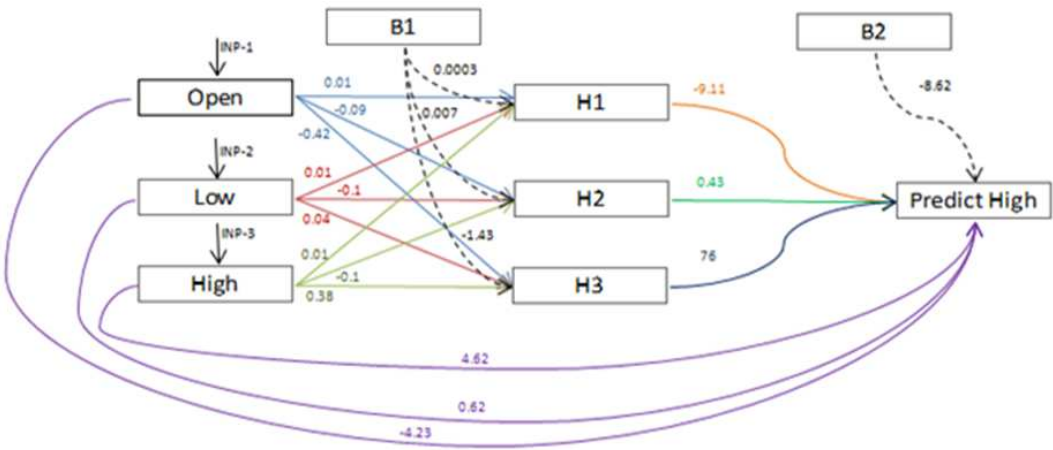 B1
B2
INP-1
Open
0.01
-0.09
-0.42
0.0003
0.007
H1
-9.11
-8.62
INP-2
Low
0.01
-0.1
0.04
H2
0.43
Predict High
INP-3
High
0.01
-0.1
0.38
-1.43
H3
76
4.62
0.62
-4.23